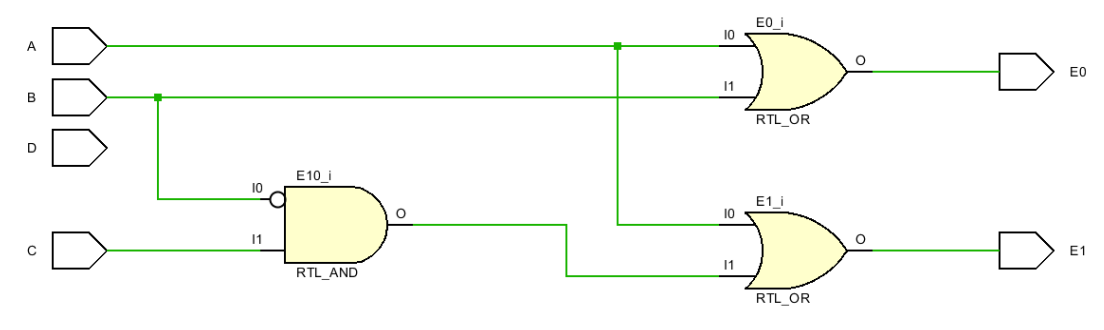 E0_i
A
I0
O
E0
B
I1
RTL_OR
D
E10_i
I0
O
E1_i
I0
O
C
I1
E1
I1
RTL_AND
RTL_OR